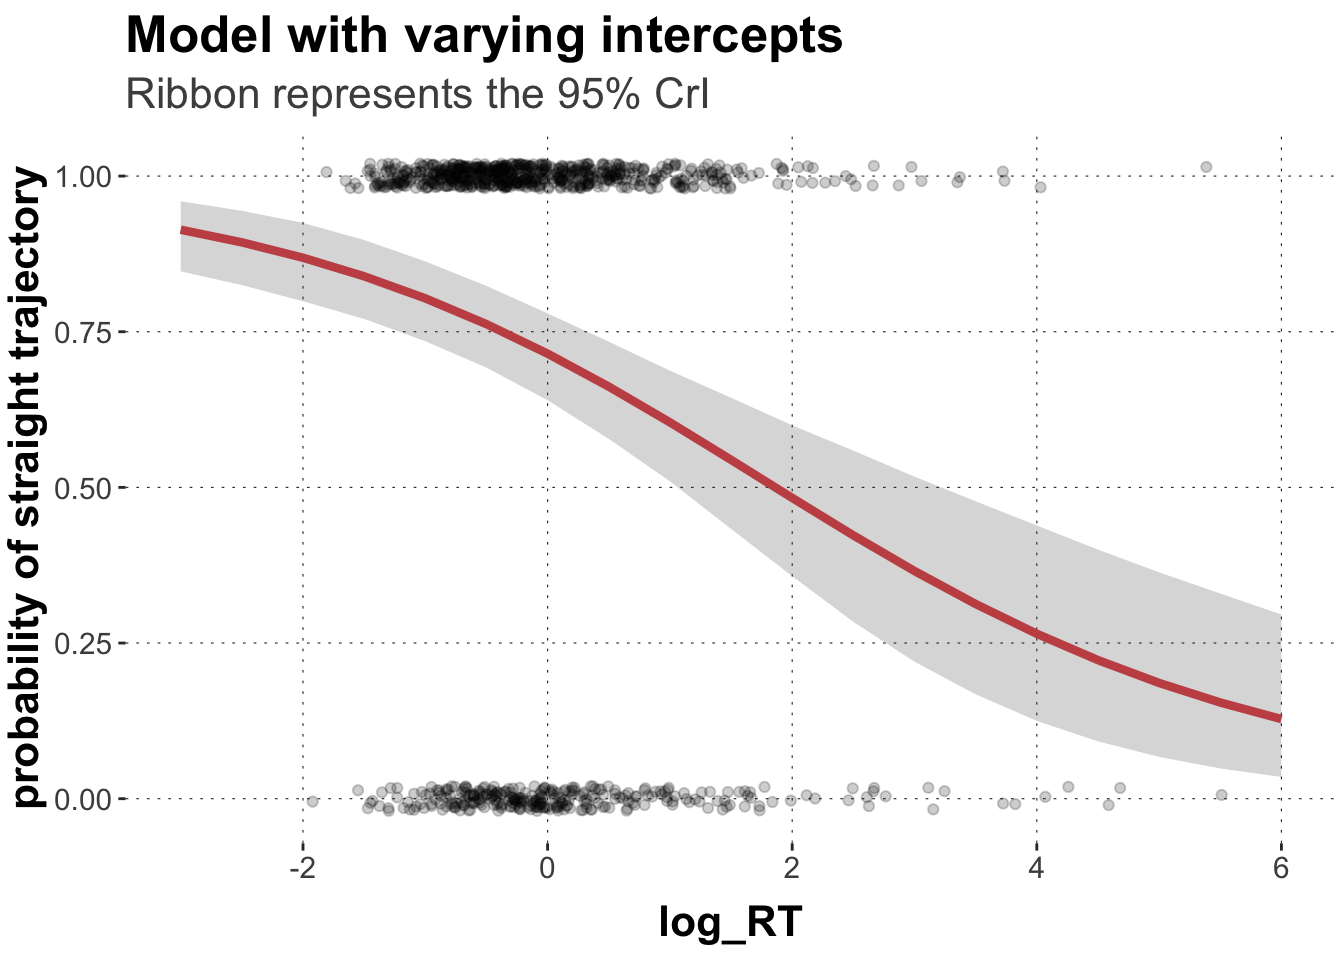 Model with varying intercepts
Ribbon represents the 95% CrI
probability of straight trajectory
1.00
0.75
0.50
0.25
0.00
-2
0
2
4
6
log_RT